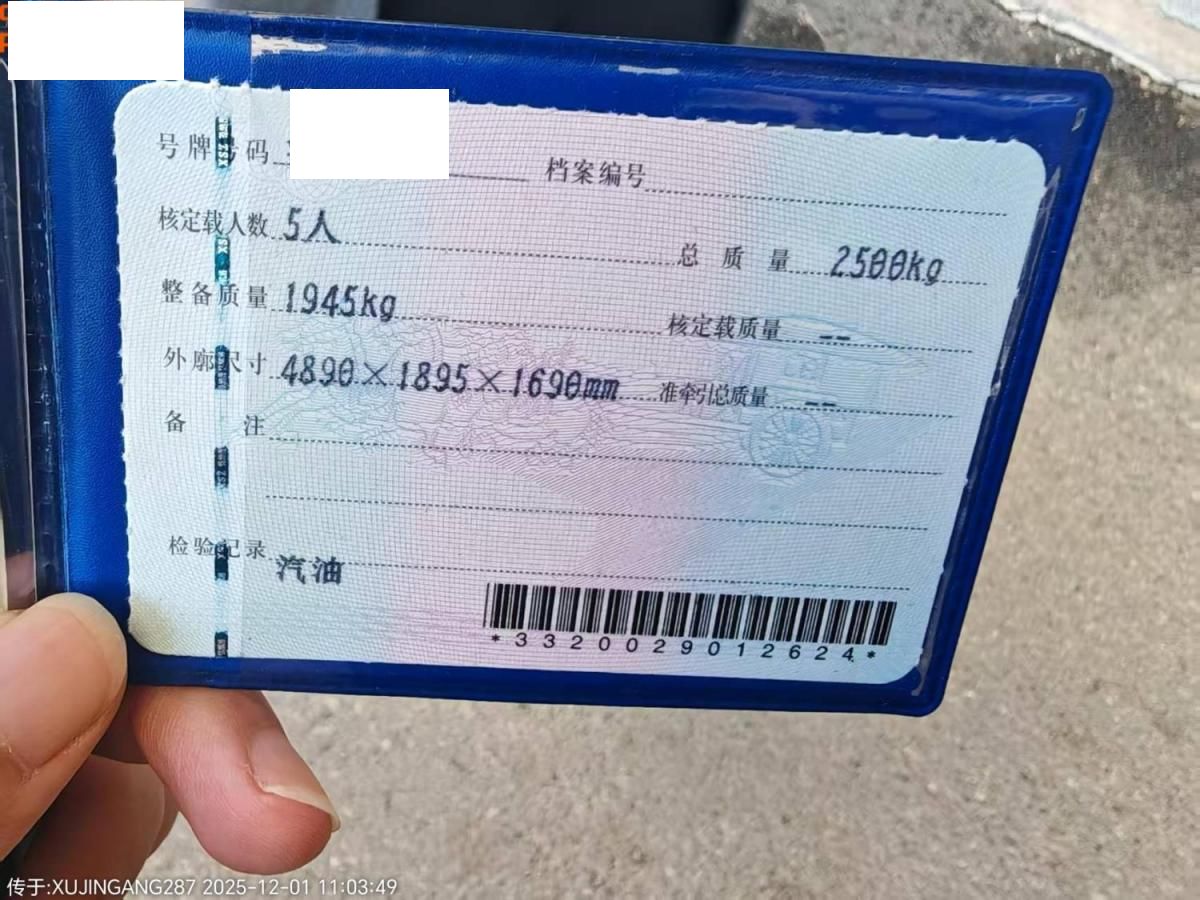 号牌号码
档案编号
核定载人数 5人
总质量 2500kg
整备质量 1945kg
核定载质量 --
外廓尺寸 4890×1895×1690mm
准牵引总质量 --
备注
检验记录 汽油
*3320029012624*
传于:XUJINGANG287 2025-12-01 11:03:49